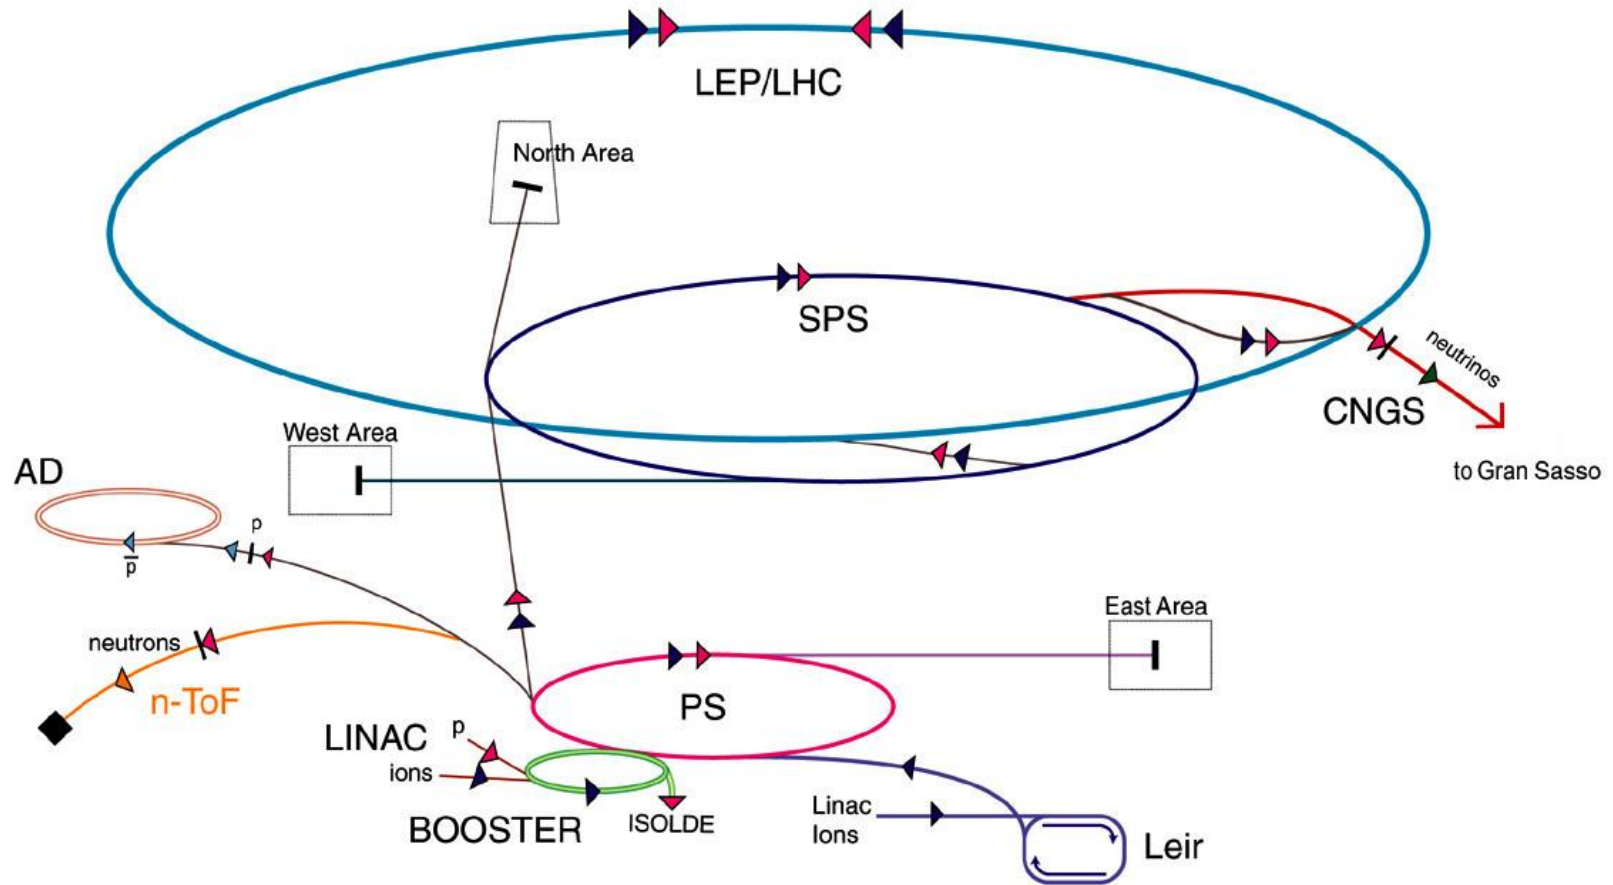 LEP/LHC
North Area
SPS
neutrinos
CNGS
West Area
to Gran Sasso
AD
p
p̅
East Area
neutrons
n-ToF
PS
LINAC
p
ions
BOOSTER
ISOLDE
Linac
Ions
Leir